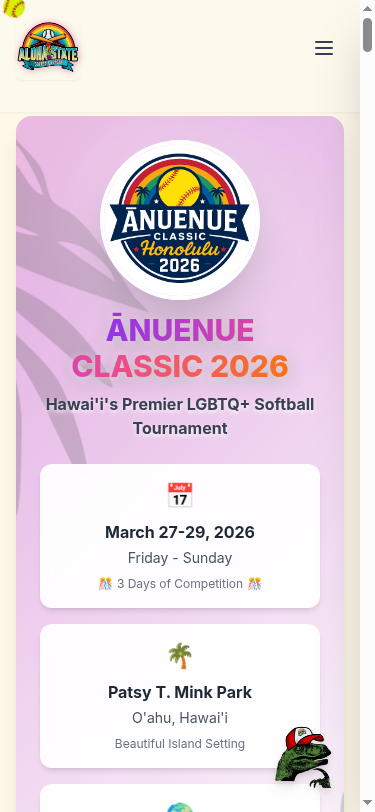 ALOHA STATE
ĀNUENUE
CLASSIC
Honolulu
2026
ĀNUENUE
CLASSIC 2026
Hawai'i's Premier LGBTQ+ Softball
Tournament
July
17
March 27-29, 2026
Friday - Sunday
🎊 3 Days of Competition 🎊
Patsy T. Mink Park
O'ahu, Hawai'i
Beautiful Island Setting